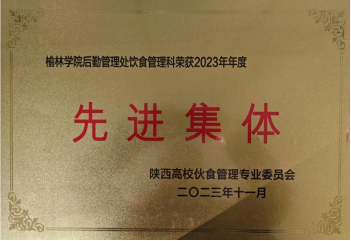 榆林学院后勤管理处饮食管理科荣获2023年年度
先进集体
陕西高校伙食管理专业委员会
二〇二三年十一月